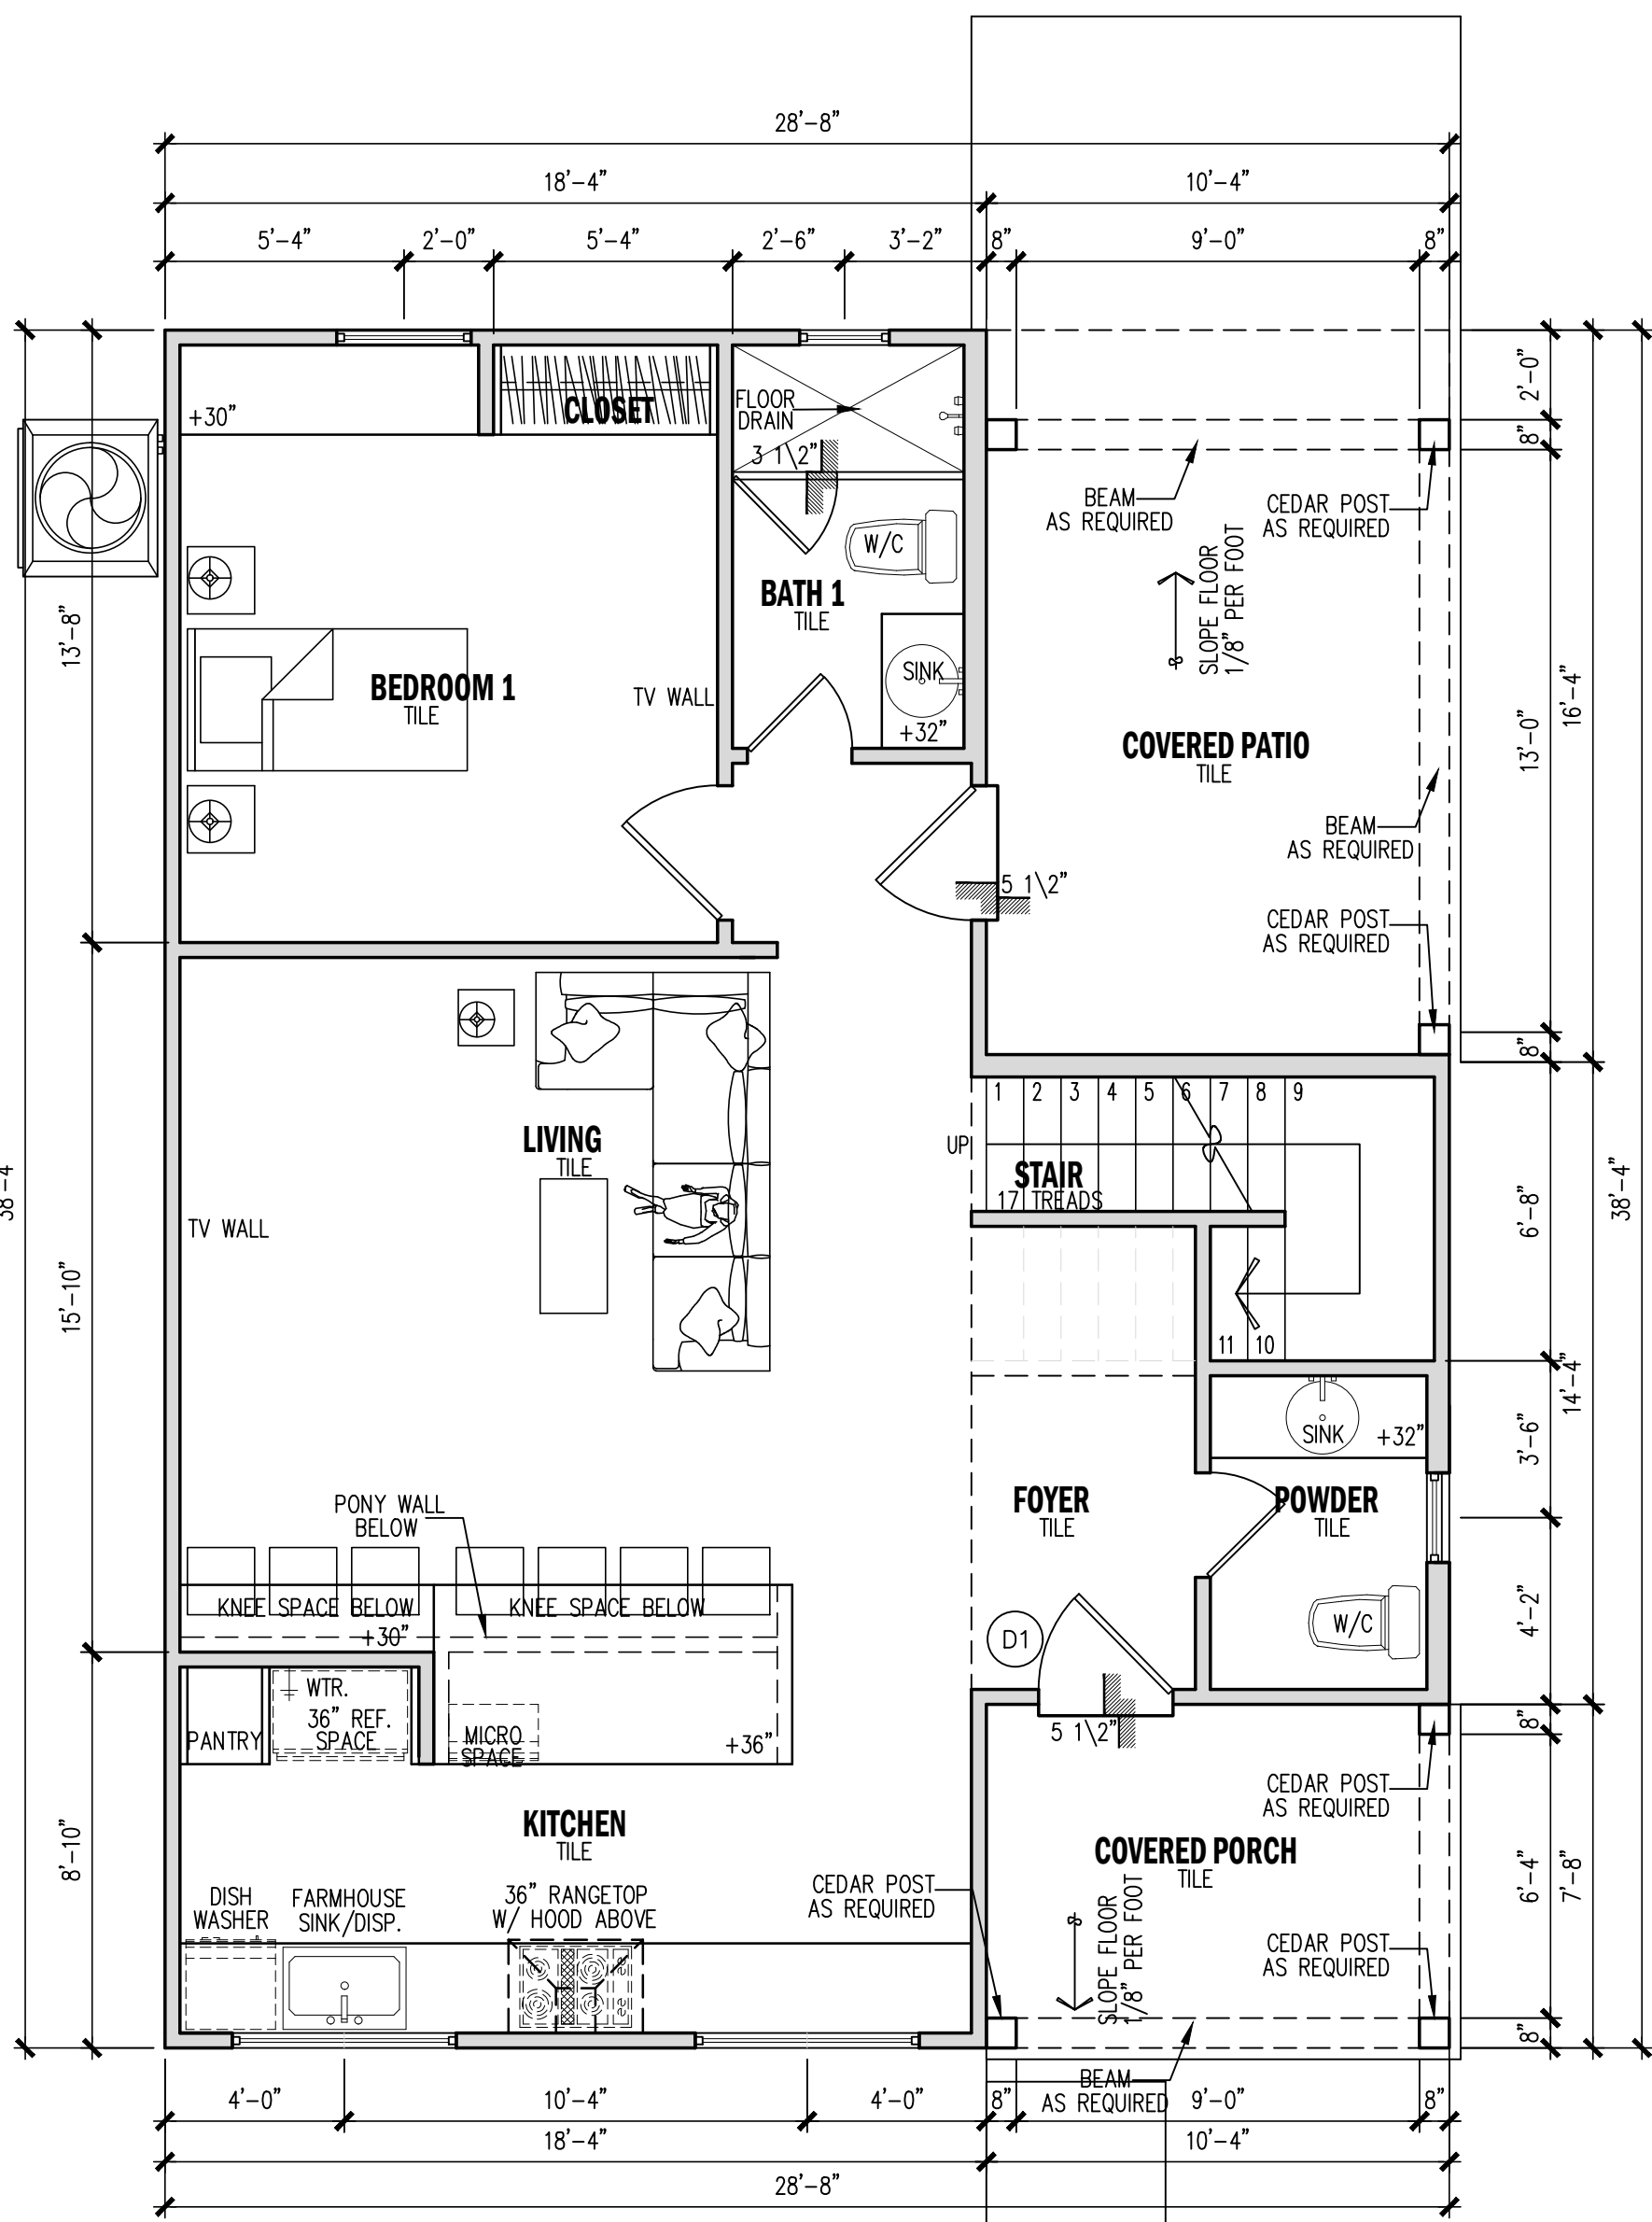 28'-8"
18'-4"
10'-4"
5'-4"
2'-0"
5'-4"
2'-6"
3'-2"
8"
9'-0"
8"
+30"
CLOSET
FLOOR
DRAIN
3 1\2"
W/C
BATH 1
TILE
SINK
+32"
BEDROOM 1
TILE
TV WALL
BEAM
AS REQUIRED
CEDAR POST
AS REQUIRED
SLOPE FLOOR
1/8" PER FOOT
COVERED PATIO
TILE
BEAM
AS REQUIRED
5 1\2"
CEDAR POST
AS REQUIRED
2'-0"
8"
13'-0"
16'-4"
8"
13'-8"
38'-4
15'-10"
8'-10"
LIVING
TILE
TV WALL
UP
1
2
3
4
5
6
7
8
9
STAIR
17 TREADS
11
10
6'-8"
38'-4"
14'-4"
3'-6"
4'-2"
SINK
+32"
FOYER
TILE
POWDER
TILE
W/C
D1
5 1\2"
PONY WALL
BELOW
KNEE SPACE BELOW
KNEE SPACE BELOW
+30"
WTR.
36" REF.
SPACE
PANTRY
MICRO
SPACE
+36"
KITCHEN
TILE
DISH
WASHER
FARMHOUSE
SINK/DISP.
36" RANGETOP
W/ HOOD ABOVE
CEDAR POST
AS REQUIRED
CEDAR POST
AS REQUIRED
COVERED PORCH
TILE
SLOPE FLOOR
1/8" PER FOOT
CEDAR POST
AS REQUIRED
BEAM
AS REQUIRED
8"
6'-4"
7'-8"
8"
4'-0"
10'-4"
4'-0"
8"
9'-0"
8"
18'-4"
10'-4"
28'-8"